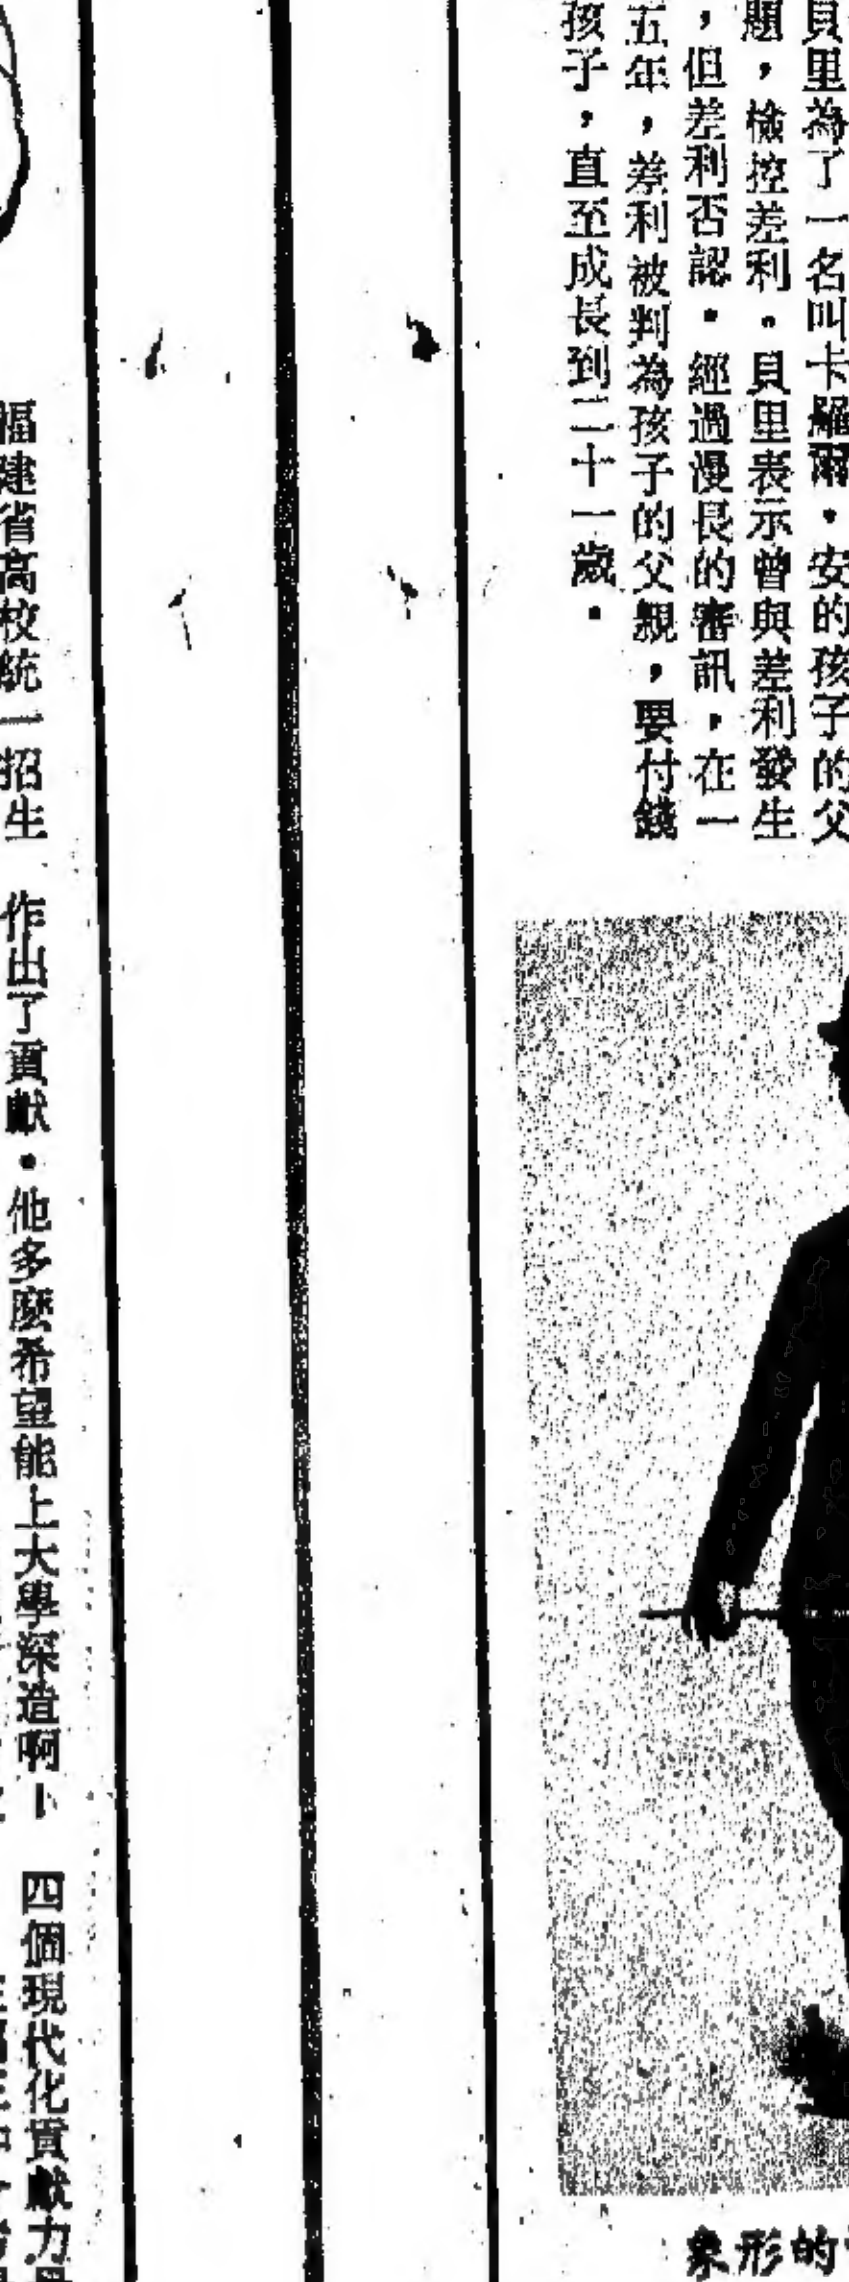 貝里為了一名叫卡羅爾・安的孩子的父
題，檢控差利。貝里表示曾與差利發生
，但差利否認。經過漫長的審訊，在一
五年，差利被判為孩子的父親，要付錢
孩子，直至成長到二十一歲。
象形的
福建省高校統一招生
作出了貢獻。他多麼希望能上大學深造啊！
四個現代化貢獻力